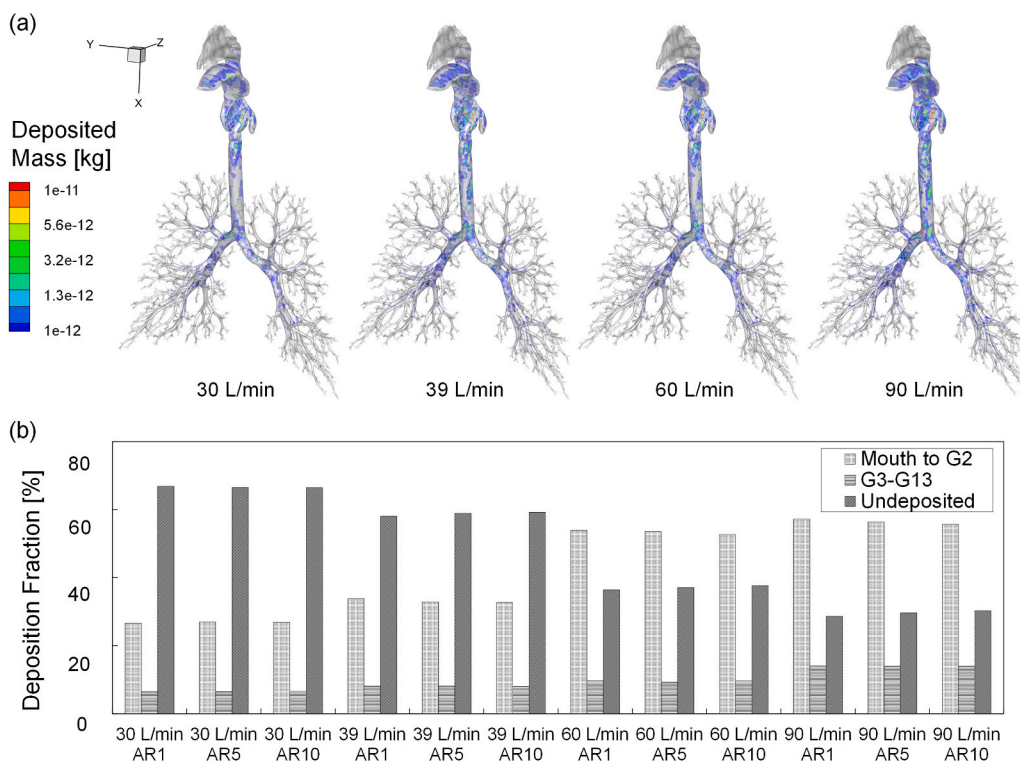 (a)
Y
Z
X
Deposited
Mass [kg]
1e-11
5.6e-12
3.2e-12
1.3e-12
1e-12
30 L/min
39 L/min
60 L/min
90 L/min
(b)
Deposition Fraction [%]
80
60
40
20
0
Mouth to G2
G3-G13
Undeposited
30 L/min
AR1
30 L/min
AR5
30 L/min
AR10
39 L/min
AR1
39 L/min
AR5
39 L/min
AR10
60 L/min
AR1
60 L/min
AR5
60 L/min
AR10
90 L/min
AR1
90 L/min
AR5
90 L/min
AR10